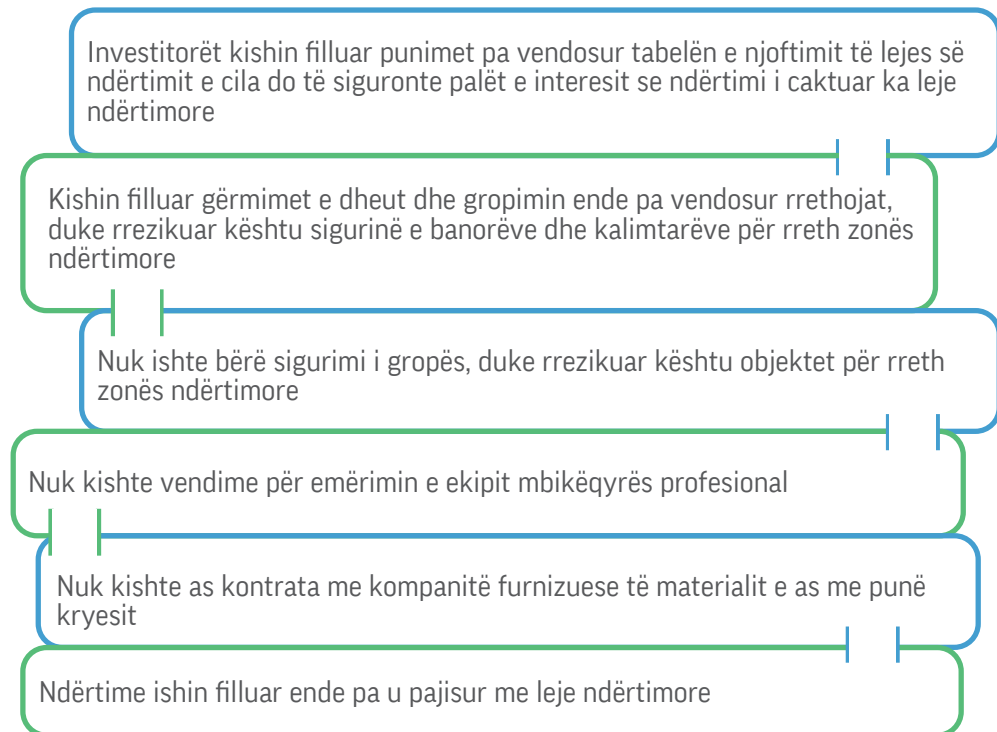 Investitorët kishin filluar punimet pa vendosur tabelën e njoftimit të lejes së
ndërtimit e cila do të siguronte palët e interesit se ndërtimi i caktuar ka leje
ndërtimore
Kishin filluar gërmimet e dheut dhe gropimin ende pa vendosur rrethojat,
duke rrezikuar kështu sigurinë e banorëve dhe kalimtarëve për rreth zonës
ndërtimore
Nuk ishte bërë sigurimi i gropës, duke rrezikuar kështu objektet për rreth
zonës ndërtimore
Nuk kishte vendime për emërimin e ekipit mbikëqyrës profesional
Nuk kishte as kontrata me kompanitë furnizuese të materialit e as me punë
kryesit
Ndërtime ishin filluar ende pa u pajisur me leje ndërtimore